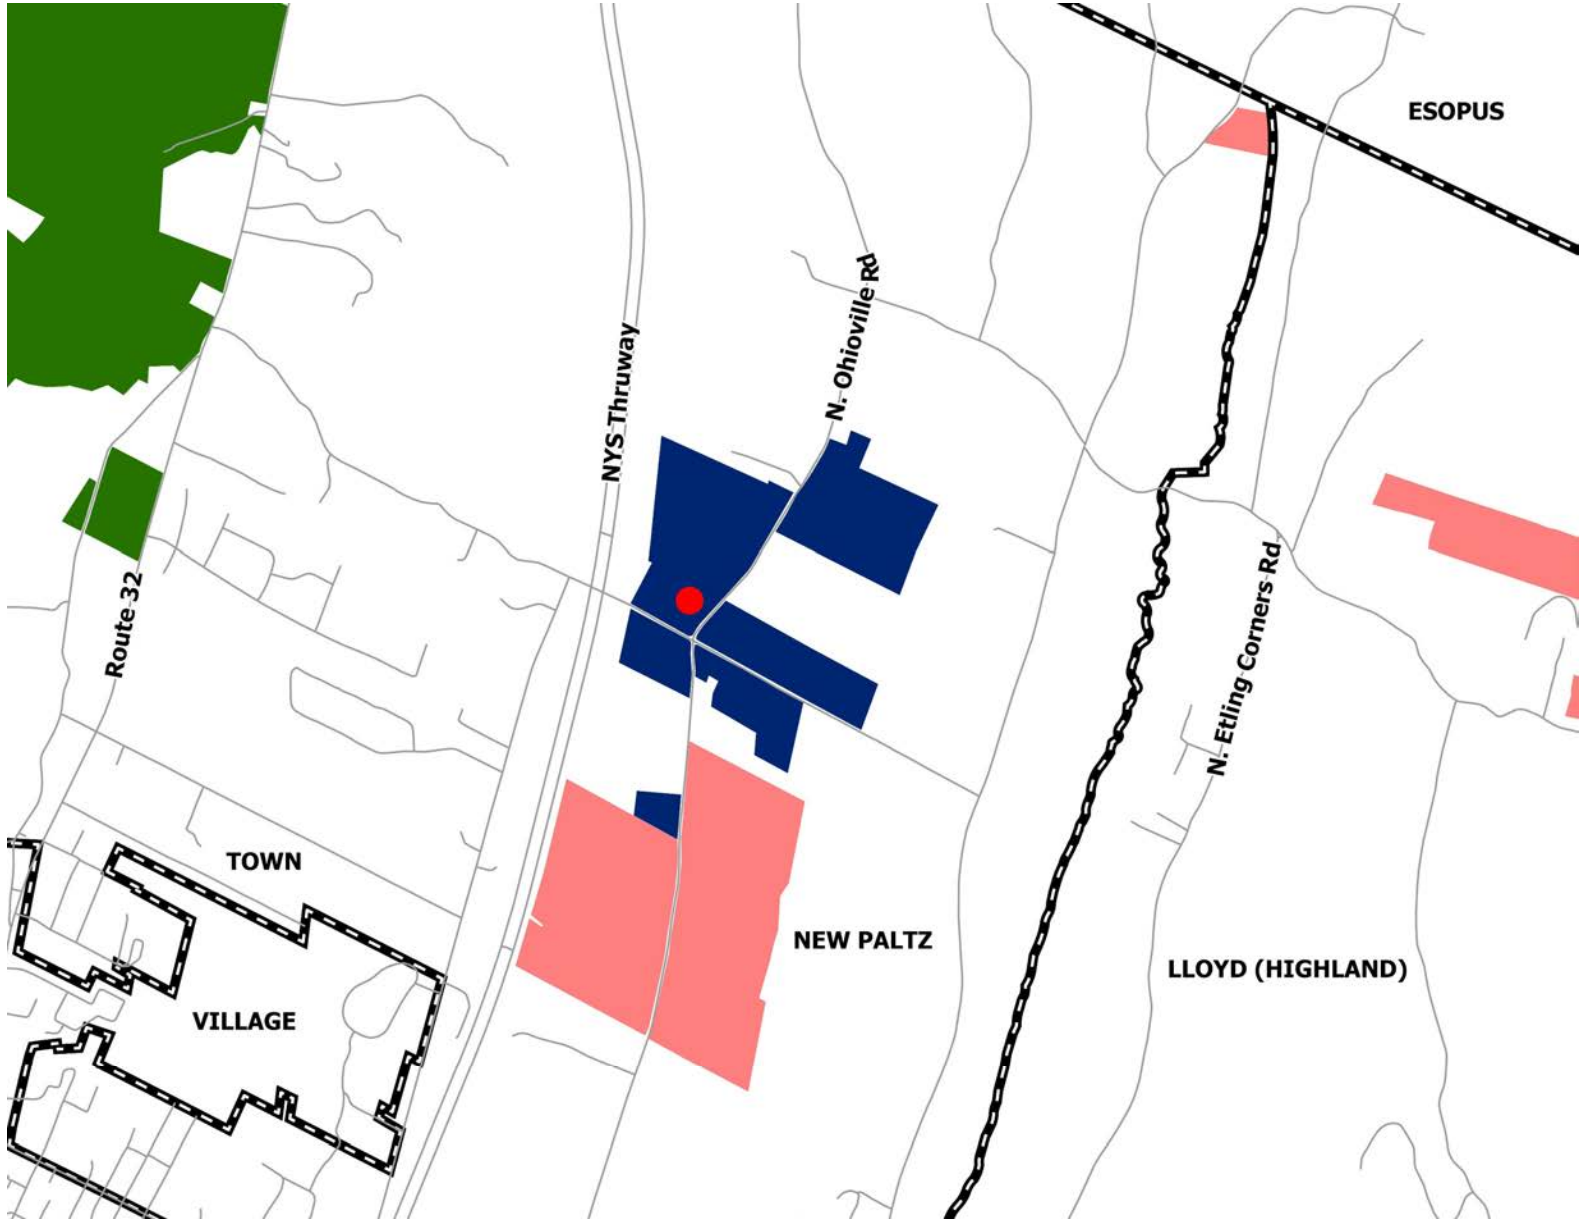 ESOPUS
N. Ohioville Rd
NYS Thruway
Route 32
N. Etling Corners Rd
TOWN
NEW PALTZ
LLOYD (HIGHLAND)
VILLAGE